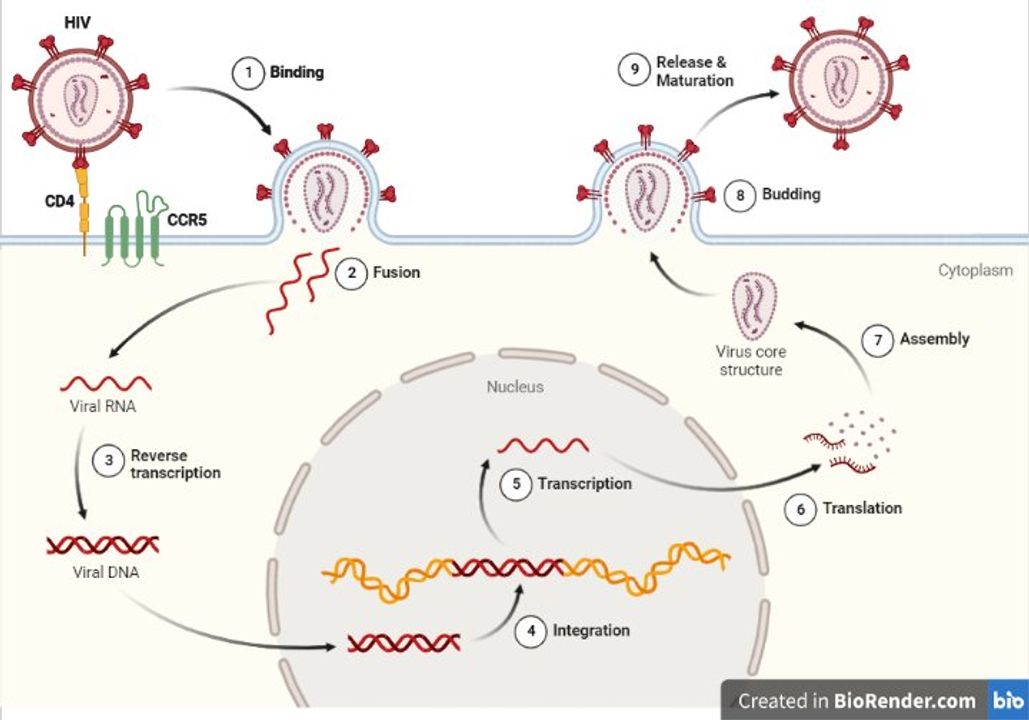 HIV
1 Binding
CD4
CCR5
2 Fusion
Viral RNA
3 Reverse
transcription
Viral DNA
4 Integration
Nucleus
5 Transcription
6 Translation
7 Assembly
Virus core
structure
8 Budding
9 Release &
Maturation
Cytoplasm
Created in BioRender.com bio